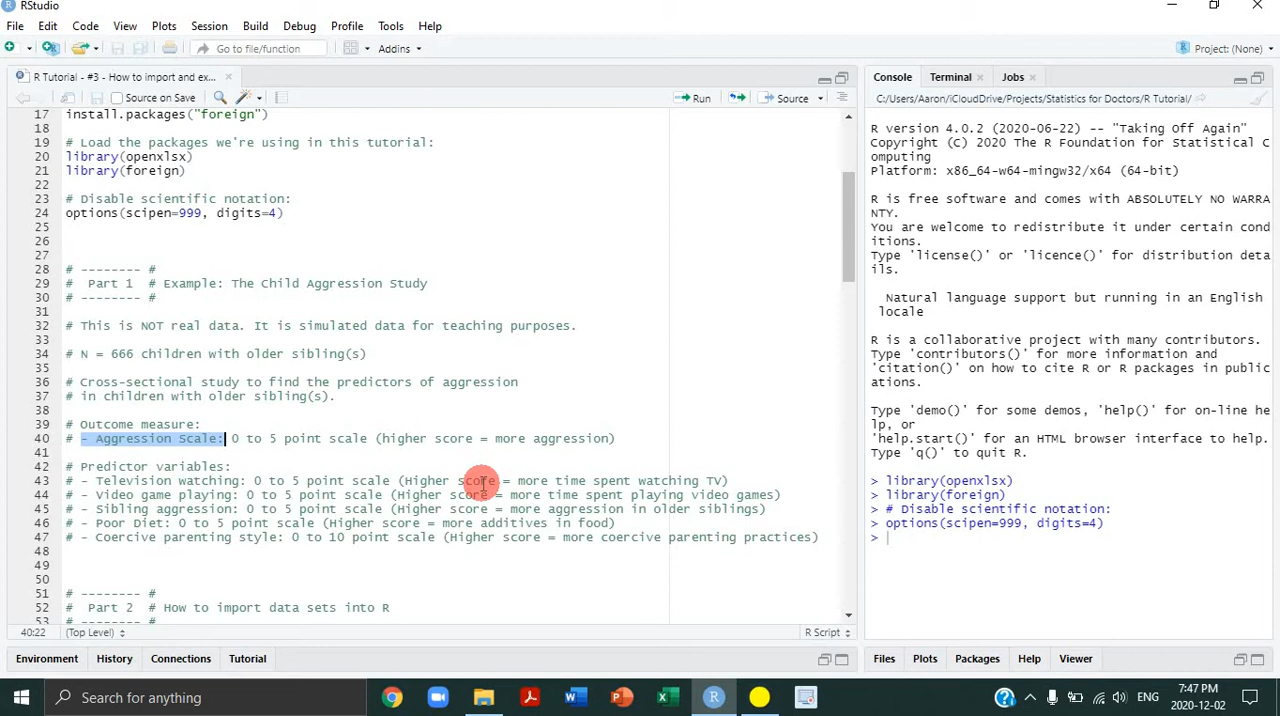 RStudio
File Edit Code View Plots Session Build Debug Profile Tools Help
Go to file/function Addins Project: (None)
R Tutorial - #3 - How to import and ex...
Source on Save Run Source
17 install.packages("foreign")
18
19 # Load the packages we're using in this tutorial:
20 library(openxlsx)
21 library(foreign)
22
23 # Disable scientific notation:
24 options(scipen=999, digits=4)
25
26
27
28 # -------- #
29 #  Part 1  # Example: The Child Aggression Study
30 # -------- #
31
32 # This is NOT real data. It is simulated data for teaching purposes.
33
34 # N = 666 children with older sibling(s)
35
36 # Cross-sectional study to find the predictors of aggression
37 # in children with older sibling(s).
38
39 # Outcome measure:
40 # - Aggression Scale: 0 to 5 point scale (higher score = more aggression)
41
42 # Predictor variables:
43 # - Television watching: 0 to 5 point scale (Higher score = more time spent watching TV)
44 # - Video game playing: 0 to 5 point scale (Higher score = more time spent playing video games)
45 # - Sibling aggression: 0 to 5 point scale (Higher score = more aggression in older siblings)
46 # - Poor Diet: 0 to 5 point scale (Higher score = more additives in food)
47 # - Coercive parenting style: 0 to 10 point scale (Higher score = more coercive parenting practices)
48
49
50
51 # -------- #
52 #  Part 2  # How to import data sets into R
53 # -------- #
40:22 (Top Level) R Script
Environment History Connections Tutorial
Console Terminal Jobs
C:/Users/Aaron/iCloudDrive/Projects/Statistics for Doctors/R Tutorial/
R version 4.0.2 (2020-06-22) -- "Taking Off Again"
Copyright (C) 2020 The R Foundation for Statistical C
omputing
Platform: x86_64-w64-mingw32/x64 (64-bit)
R is free software and comes with ABSOLUTELY NO WARRA
NTY.
You are welcome to redistribute it under certain cond
itions.
Type 'license()' or 'licence()' for distribution deta
ils.
Natural language support but running in an English
locale
R is a collaborative project with many contributors.
Type 'contributors()' for more information and
'citation()' on how to cite R or R packages in public
ations.
Type 'demo()' for some demos, 'help()' for on-line he
lp, or
'help.start()' for an HTML browser interface to help.
Type 'q()' to quit R.
> library(openxlsx)
> library(foreign)
> # Disable scientific notation:
> options(scipen=999, digits=4)
>
Files Plots Packages Help Viewer
Search for anything
ENG
7:47 PM
2020-12-02